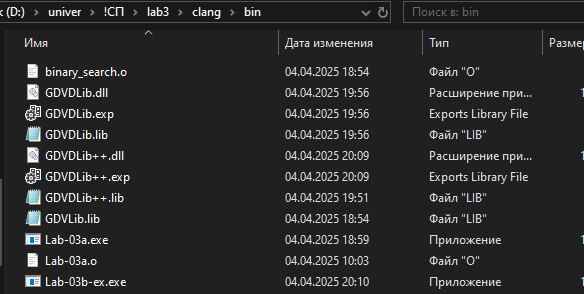 к (D:) › univer › !СП › lab3 › clang › bin Поиск в: bin
Имя Дата изменения Тип Разме
binary_search.o 04.04.2025 18:54 Файл "O"
GDVDLib.dll 04.04.2025 19:56 Расширение при... 1
GDVDLib.exp 04.04.2025 19:56 Exports Library File
GDVDLib.lib 04.04.2025 19:56 Файл "LIB"
GDVDLib++.dll 04.04.2025 20:09 Расширение при... 1
GDVDLib++.exp 04.04.2025 20:09 Exports Library File
GDVDLib++.lib 04.04.2025 19:51 Файл "LIB"
GDVLib.lib 04.04.2025 18:54 Файл "LIB"
Lab-03a.exe 04.04.2025 18:59 Приложение 1
Lab-03a.o 04.04.2025 10:03 Файл "O"
Lab-03b-ex.exe 04.04.2025 20:10 Приложение 1